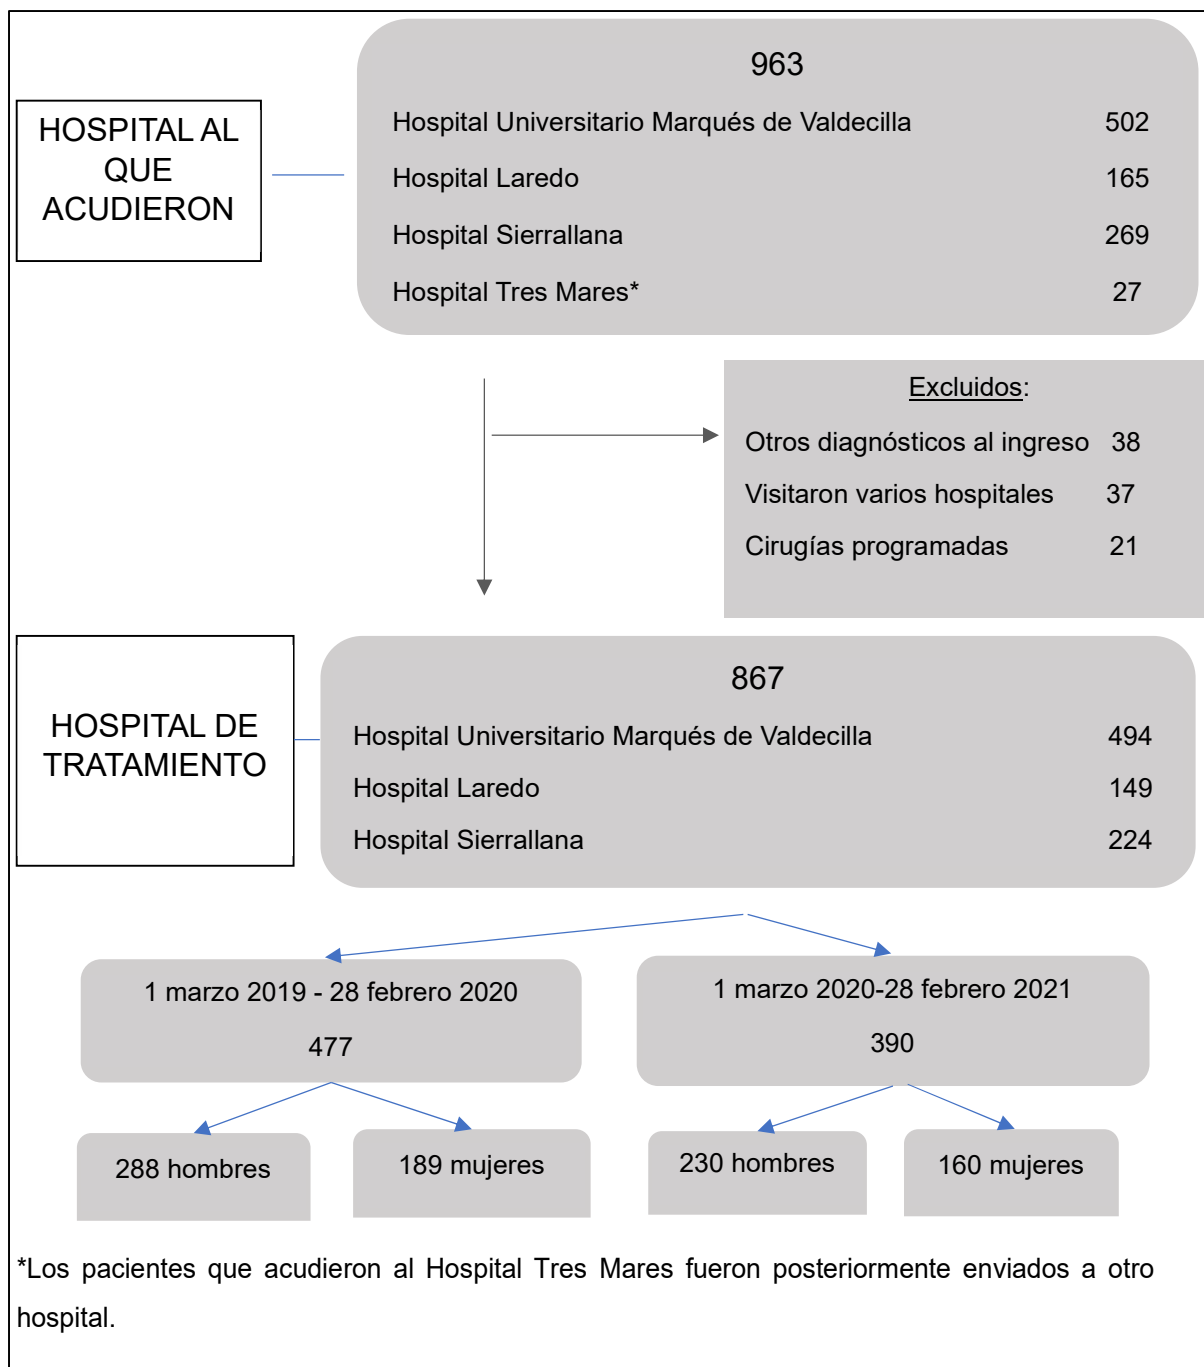 963
HOSPITAL AL
QUE
ACUDIERON
Hospital Universitario Marqués de Valdecilla 502
Hospital Laredo 165
Hospital Sierrallana 269
Hospital Tres Mares* 27
Excluidos:
Otros diagnósticos al ingreso 38
Visitaron varios hospitales 37
Cirugías programadas 21
HOSPITAL DE
TRATAMIENTO
867
Hospital Universitario Marqués de Valdecilla 494
Hospital Laredo 149
Hospital Sierrallana 224
1 marzo 2019 - 28 febrero 2020
477
1 marzo 2020-28 febrero 2021
390
288 hombres
189 mujeres
230 hombres
160 mujeres
*Los pacientes que acudieron al Hospital Tres Mares fueron posteriormente enviados a otro
hospital.